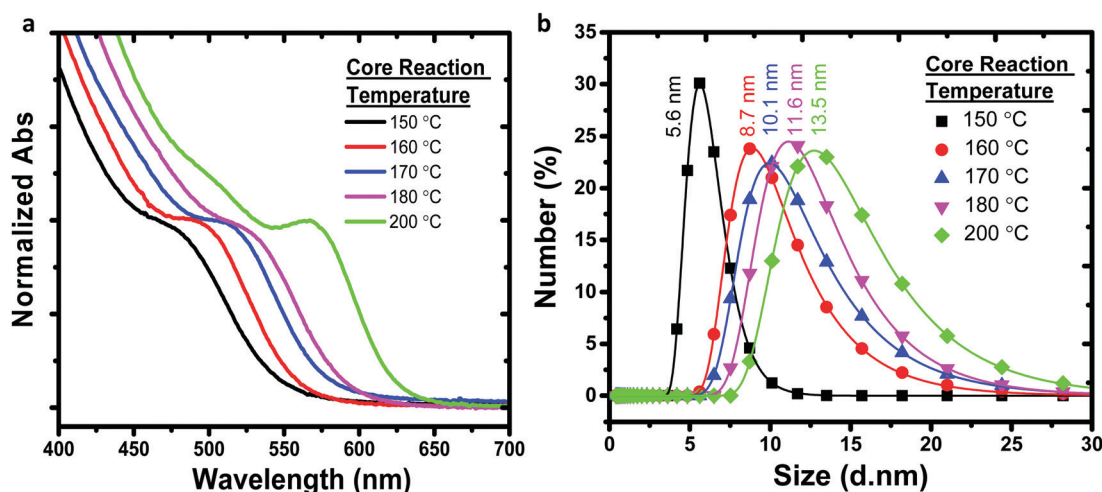 a
Normalized Abs
Core Reaction
Temperature
150 °C
160 °C
170 °C
180 °C
200 °C
400 450 500 550 600 650 700
Wavelength (nm)
b
Number (%)
35
30
25
20
15
10
5
0
5.6 nm
8.7 nm
10.1 nm
11.6 nm
13.5 nm
Core Reaction
Temperature
150 °C
160 °C
170 °C
180 °C
200 °C
0 5 10 15 20 25 30
Size (d.nm)